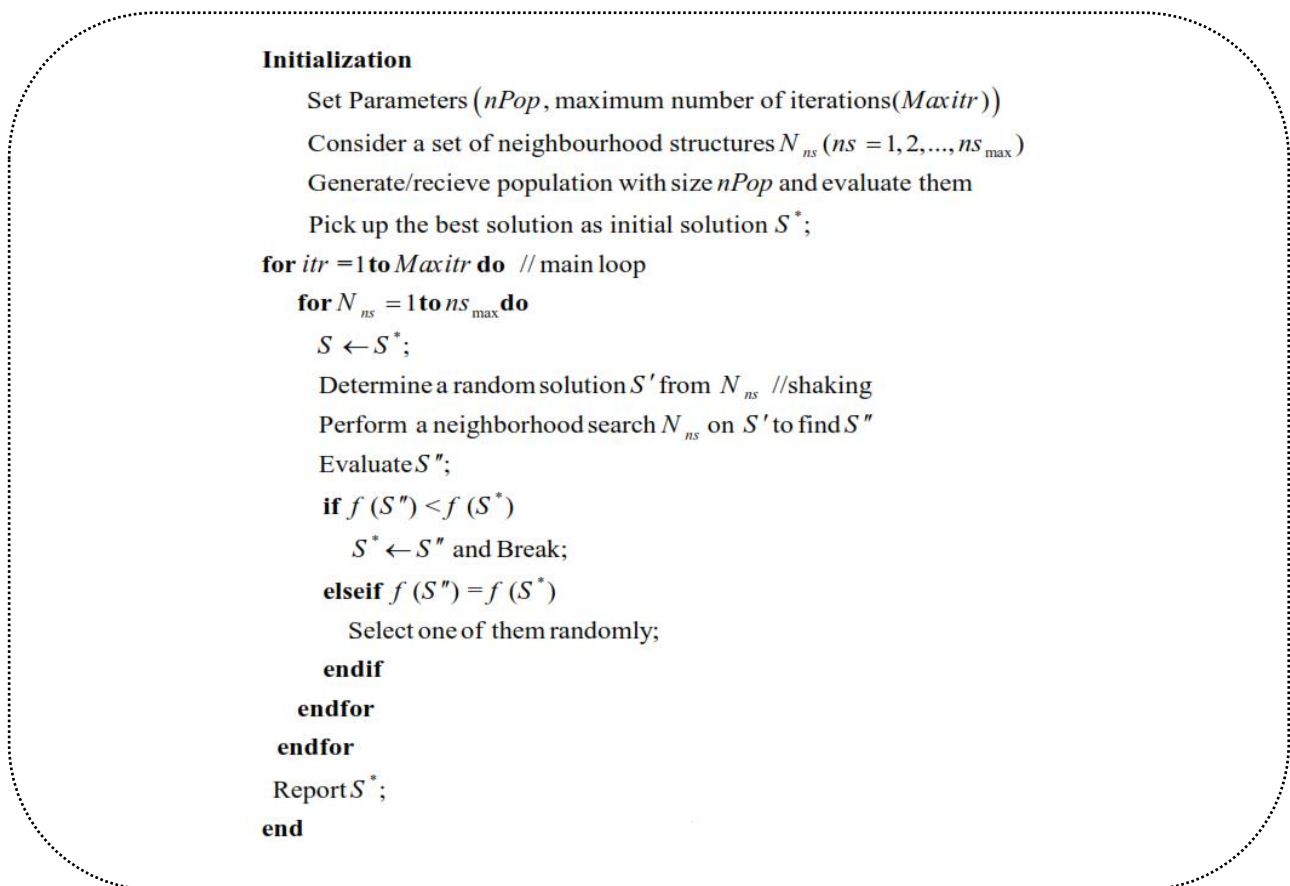 Initialization
Set Parameters (nPop, maximum number of iterations(Maxitr))
Consider a set of neighbourhood structures N_ns (ns = 1, 2,..., ns_max)
Generate/recieve population with size nPop and evaluate them
Pick up the best solution as initial solution S*;
for itr = 1 to Maxitr do // main loop
for N_ns = 1 to ns_max do
S ← S*;
Determine a random solution S′ from N_ns //shaking
Perform a neighborhood search N_ns on S′ to find S″
Evaluate S″;
if f (S″) < f (S*)
S* ← S″ and Break;
elseif f (S″) = f (S*)
Select one of them randomly;
endif
endfor
endfor
Report S*;
end